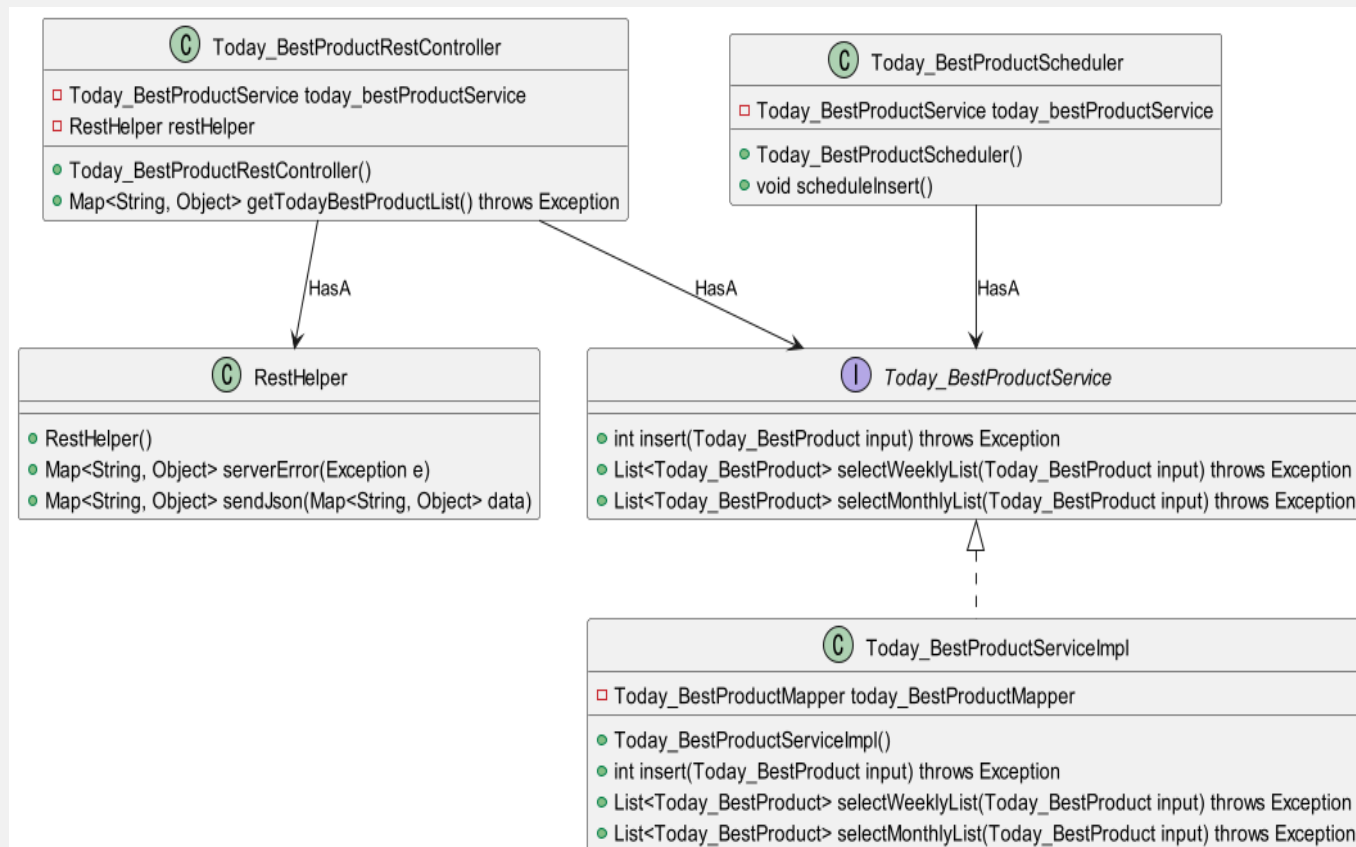 C Today_BestProductRestController
Today_BestProductService today_bestProductService
RestHelper restHelper
Today_BestProductRestController()
Map<String, Object> getTodayBestProductList() throws Exception
C Today_BestProductScheduler
Today_BestProductService today_bestProductService
Today_BestProductScheduler()
void scheduleInsert()
HasA
HasA
HasA
C RestHelper
RestHelper()
Map<String, Object> serverError(Exception e)
Map<String, Object> sendJson(Map<String, Object> data)
I Today_BestProductService
int insert(Today_BestProduct input) throws Exception
List<Today_BestProduct> selectWeeklyList(Today_BestProduct input) throws Exception
List<Today_BestProduct> selectMonthlyList(Today_BestProduct input) throws Exception
C Today_BestProductServiceImpl
Today_BestProductMapper today_BestProductMapper
Today_BestProductServiceImpl()
int insert(Today_BestProduct input) throws Exception
List<Today_BestProduct> selectWeeklyList(Today_BestProduct input) throws Exception
List<Today_BestProduct> selectMonthlyList(Today_BestProduct input) throws Exception